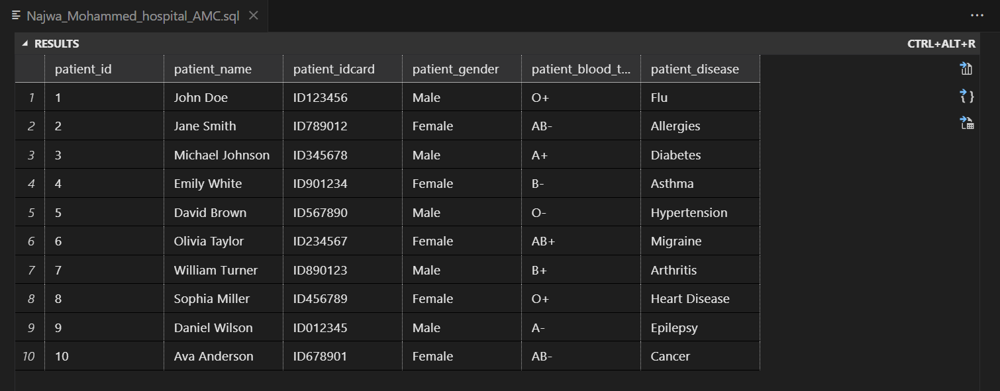 Najwa_Mohammed_hospital_AMC.sql
RESULTS CTRL+ALT+R
patient_id patient_name patient_idcard patient_gender patient_blood_t... patient_disease
1 1 John Doe ID123456 Male O+ Flu
2 2 Jane Smith ID789012 Female AB- Allergies
3 3 Michael Johnson ID345678 Male A+ Diabetes
4 4 Emily White ID901234 Female B- Asthma
5 5 David Brown ID567890 Male O- Hypertension
6 6 Olivia Taylor ID234567 Female AB+ Migraine
7 7 William Turner ID890123 Male B+ Arthritis
8 8 Sophia Miller ID456789 Female O+ Heart Disease
9 9 Daniel Wilson ID012345 Male A- Epilepsy
10 10 Ava Anderson ID678901 Female AB- Cancer